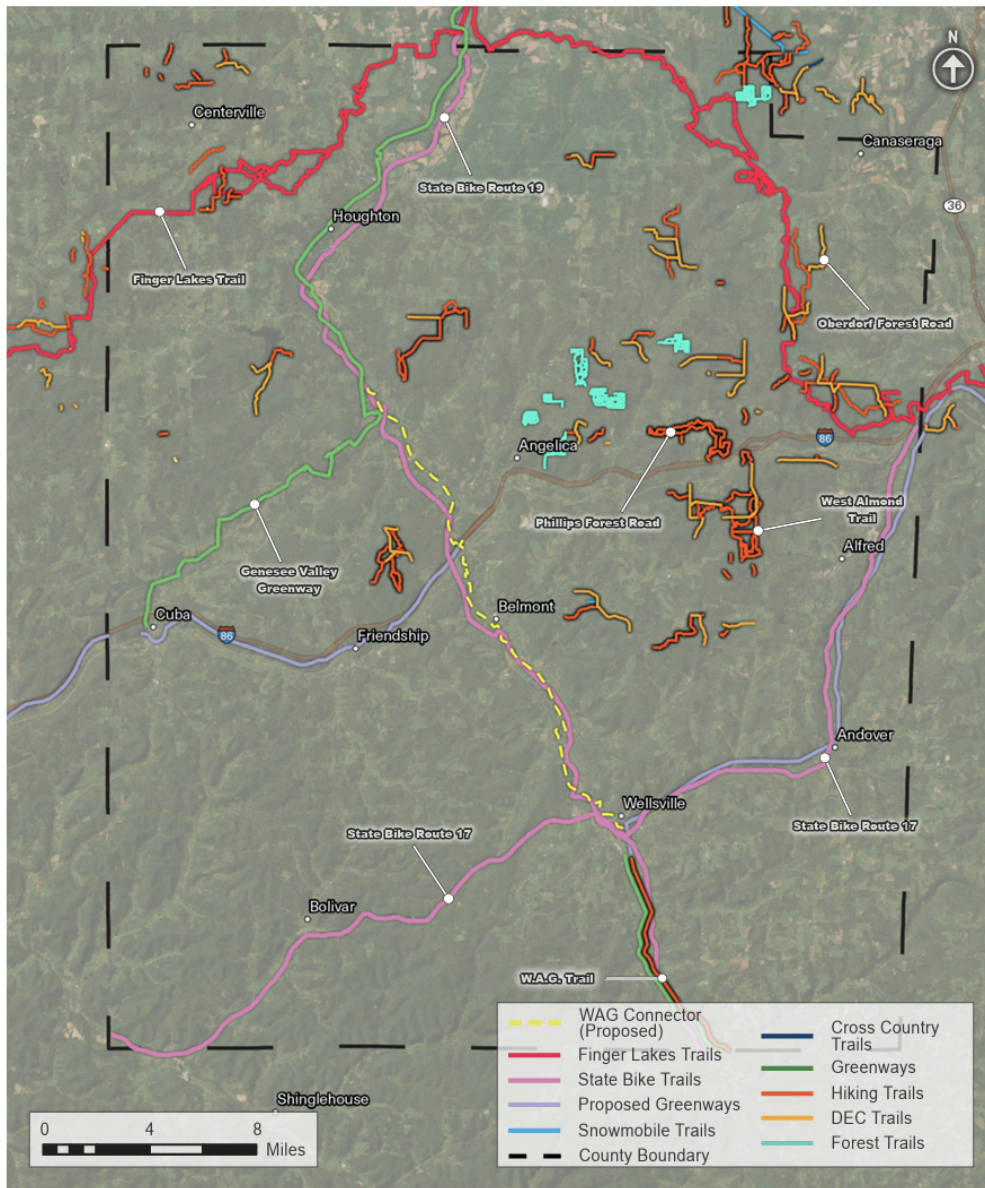 N
Centerville
Canaseraga
State Bike Route 19
36
Houghton
Finger Lakes Trail
Oberdorf Forest Road
86
Angelica
Phillips Forest Road
West Almond
Trail
Alfred
Genesee Valley
Greenway
Cuba
86
Belmont
Friendship
Andover
Wellsville
State Bike Route 17
State Bike Route 17
Bolivar
W.A.G. Trail
WAG Connector
(Proposed)
Finger Lakes Trails
State Bike Trails
Proposed Greenways
Snowmobile Trails
County Boundary
Cross Country
Trails
Greenways
Hiking Trails
DEC Trails
Forest Trails
Shinglehouse
0 4 8
Miles